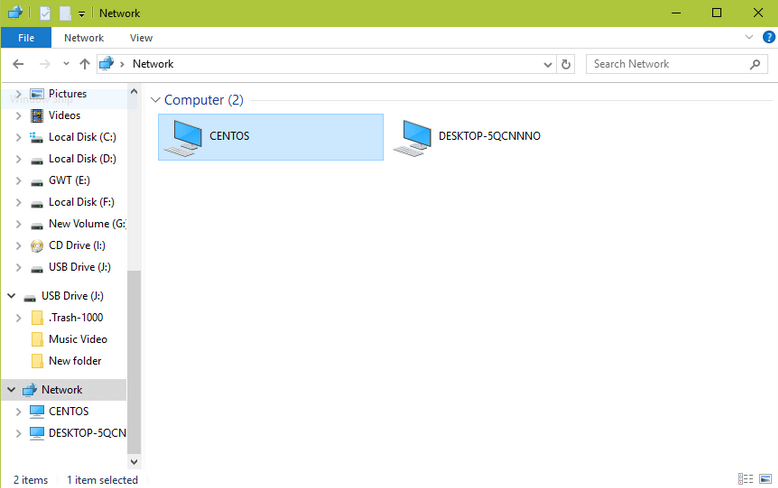 Network
File
Network
View
Network
Search Network
Pictures
Videos
Local Disk (C:)
Local Disk (D:)
GWT (E:)
Local Disk (F:)
New Volume (G:
CD Drive (I:)
USB Drive (J:)
USB Drive (J:)
.Trash-1000
Music Video
New folder
Network
CENTOS
DESKTOP-5QCN
Computer (2)
CENTOS
DESKTOP-5QCNNNO
2 items
1 item selected